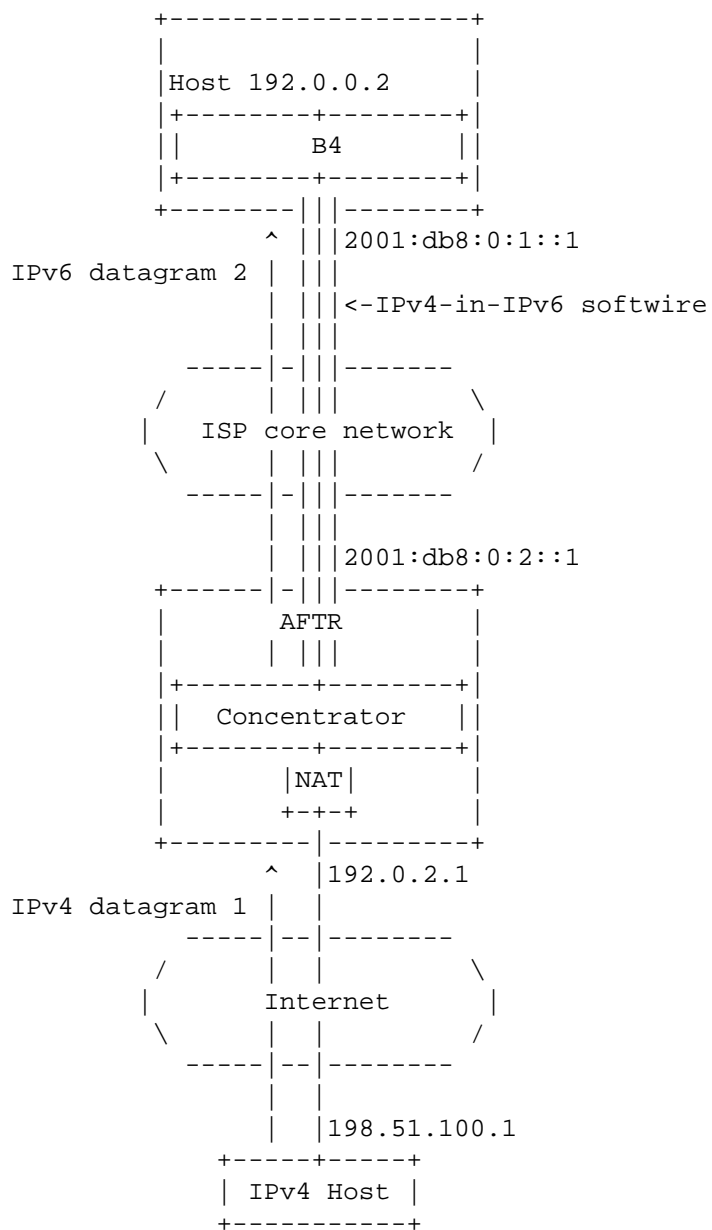 Host 192.0.0.2
B4
2001:db8:0:1::1
IPv6 datagram 2
<-IPv4-in-IPv6 softwire
ISP core network
2001:db8:0:2::1
AFTR
Concentrator
NAT
192.0.2.1
IPv4 datagram 1
Internet
198.51.100.1
IPv4 Host